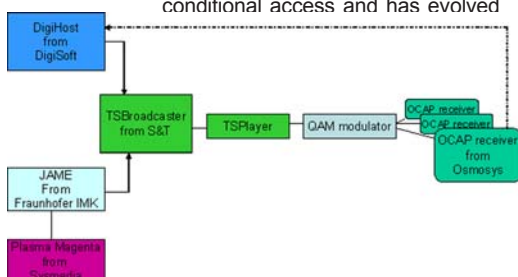 conditional access and has evolved
DigiHost
from
DigiSoft
TSBroadcaster
from S&T
TSPlayer
QAM modulator
OCAP receiver
OCAP receiver
OCAP receiver
from
Osmosys
JAME
From
Fraunhofer IMK
Plasma Magenta
from
Sysmedia